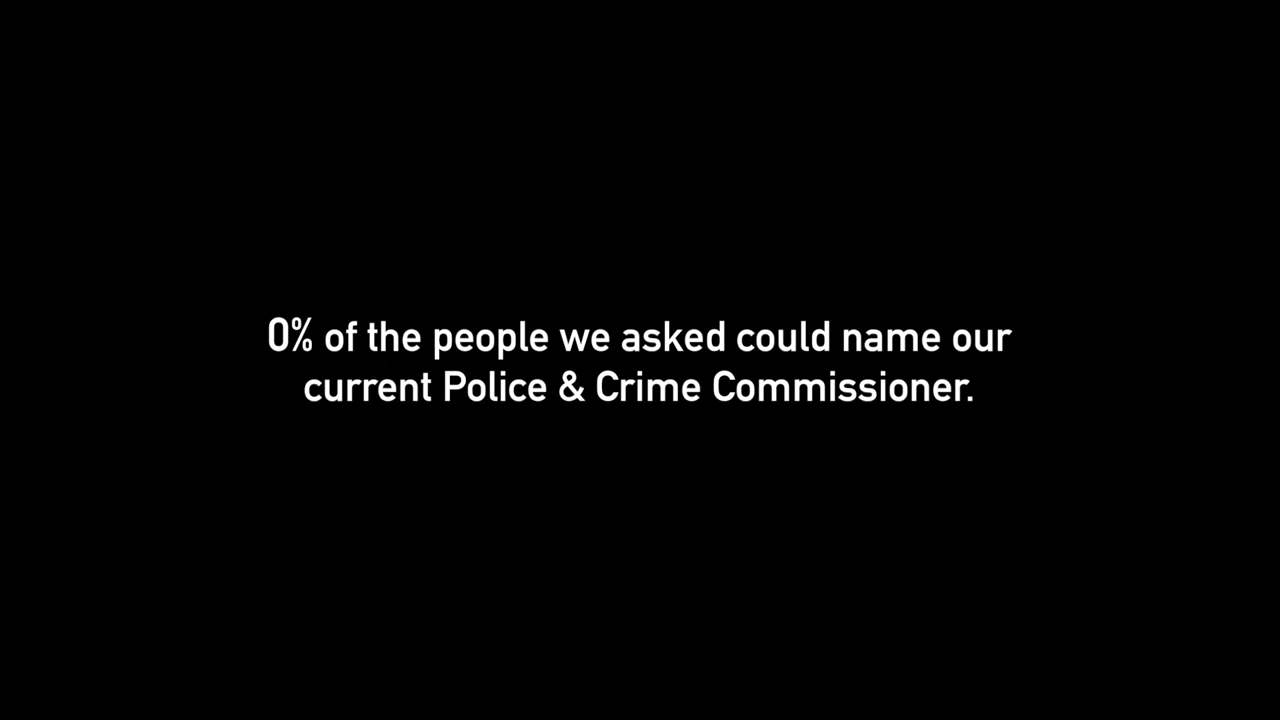 0% of the people we asked could name our
current Police & Crime Commissioner.